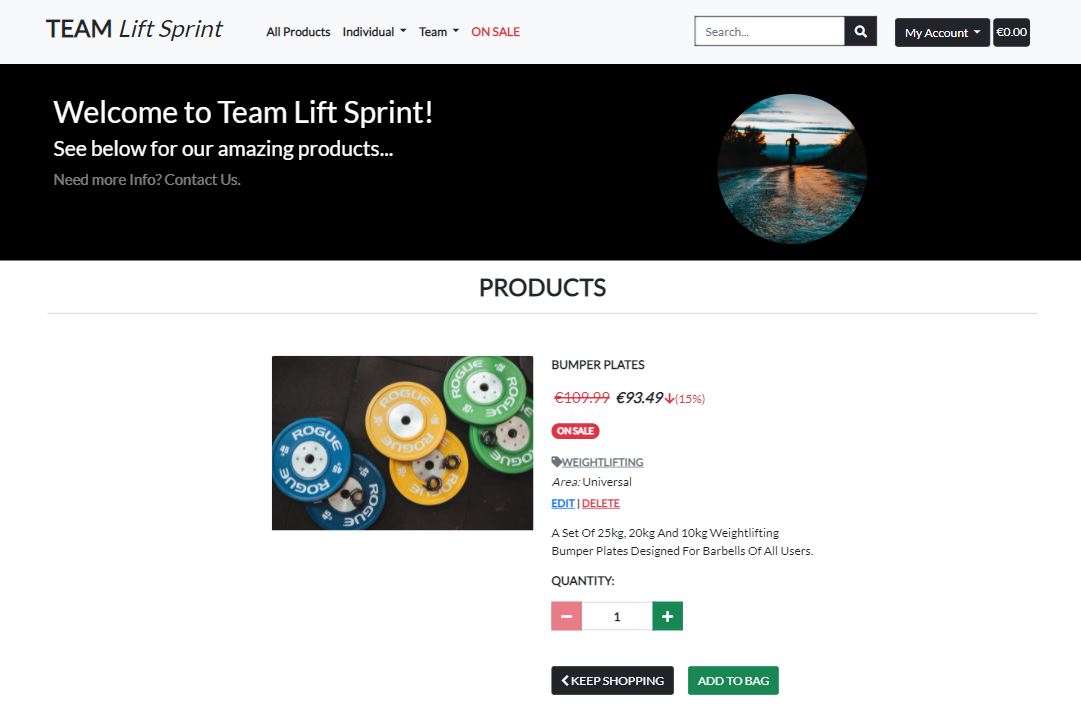 TEAM Lift Sprint
All Products Individual Team ON SALE
Search...
My Account €0.00
Welcome to Team Lift Sprint!
See below for our amazing products...
Need more Info? Contact Us.
PRODUCTS
ROGUE
ROGUE
ROGUE
ROGUE
ROGUE
ROGUE
BUMPER PLATES
€109.99 €93.49 (15%)
ON SALE
WEIGHTLIFTING
Area: Universal
EDIT | DELETE
A Set Of 25kg, 20kg And 10kg Weightlifting
Bumper Plates Designed For Barbells Of All Users.
QUANTITY:
1
KEEP SHOPPING ADD TO BAG